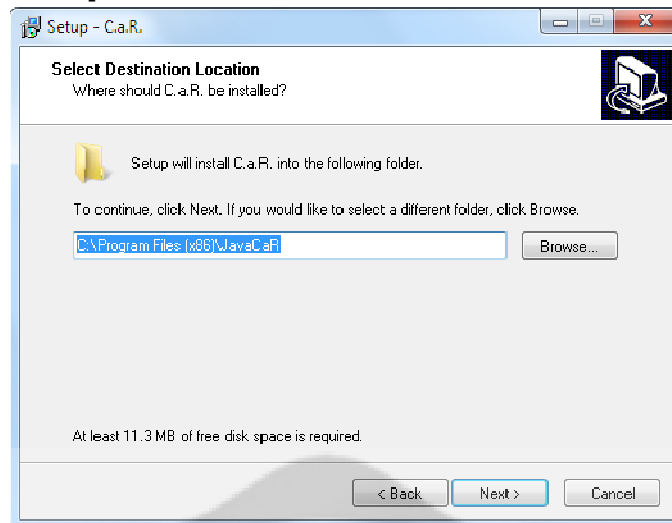 Setup - C.a.R.
Select Destination Location
Where should C.a.R. be installed?
Setup will install C.a.R. into the following folder.
To continue, click Next. If you would like to select a different folder, click Browse.
C:\Program Files (x86)\JavaCaR
Browse...
At least 11.3 MB of free disk space is required.
< Back
Next >
Cancel